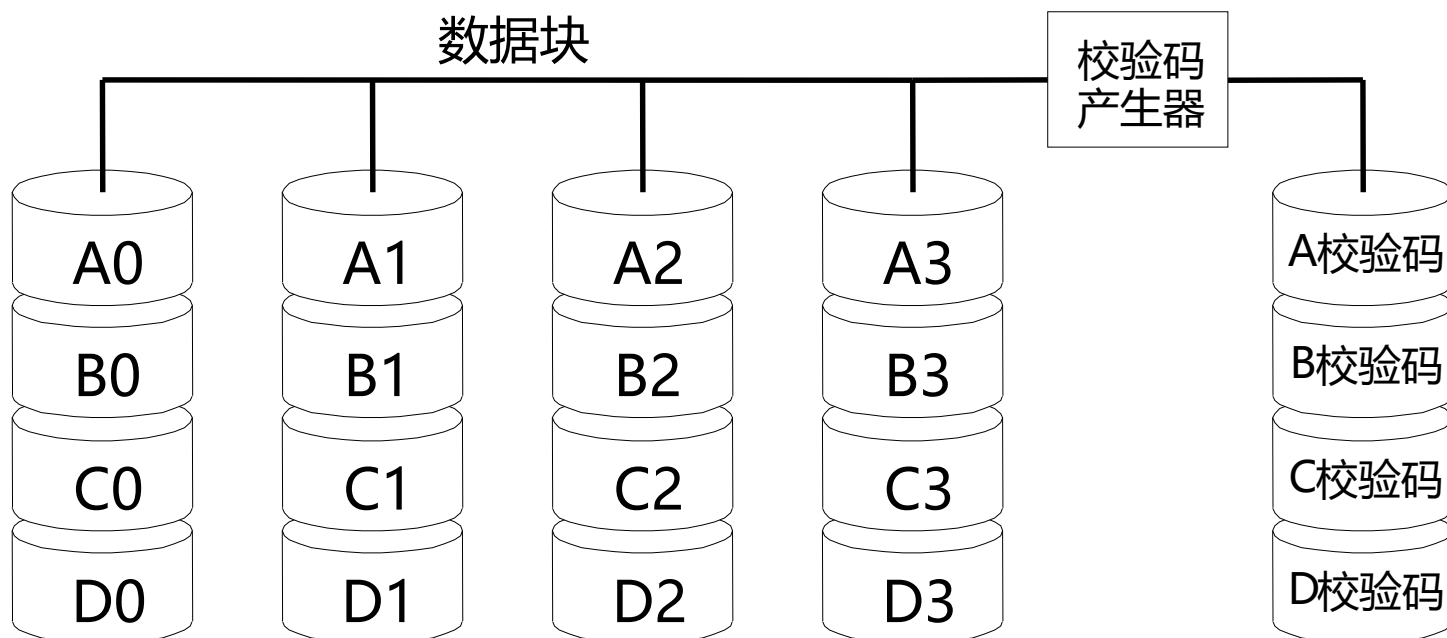 数据块
校验码
产生器
A0 A1 A2 A3 A校验码
B0 B1 B2 B3 B校验码
C0 C1 C2 C3 C校验码
D0 D1 D2 D3 D校验码